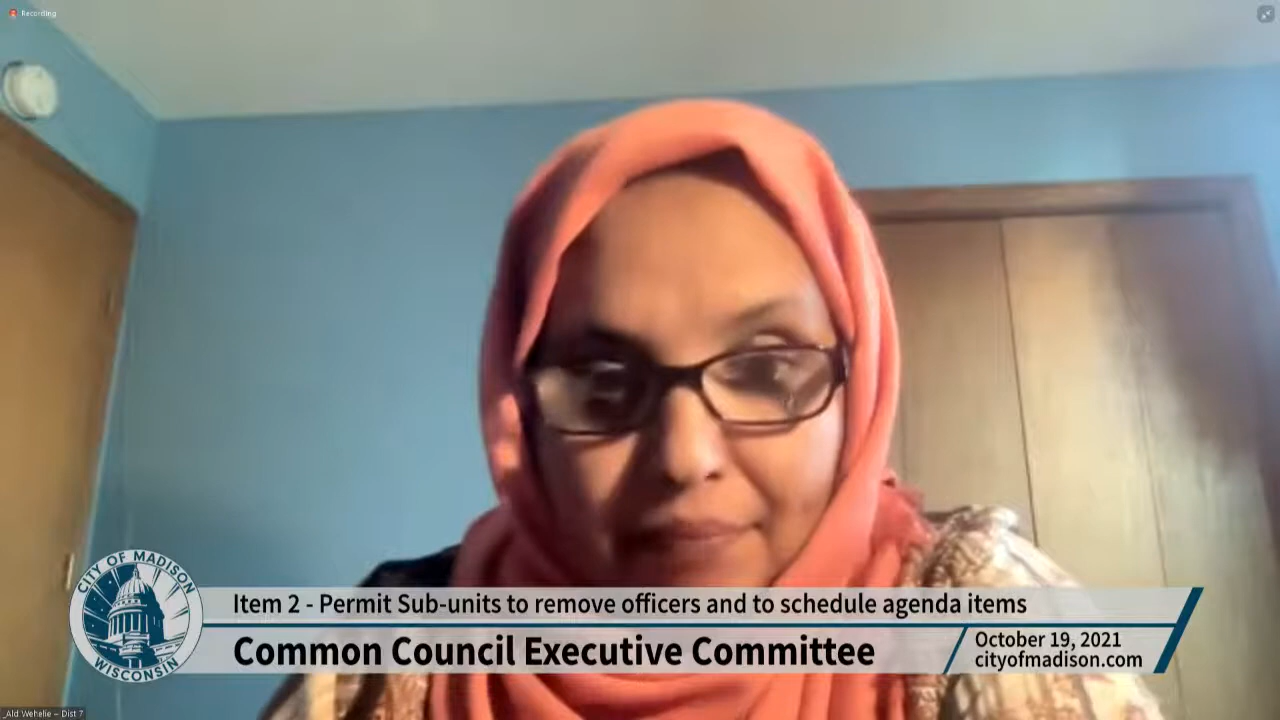 Recording
CITY OF MADISON
WISCONSIN
Item 2 - Permit Sub-units to remove officers and to schedule agenda items
Common Council Executive Committee
October 19, 2021
cityofmadison.com
_Ald Wehelie - Dist 7